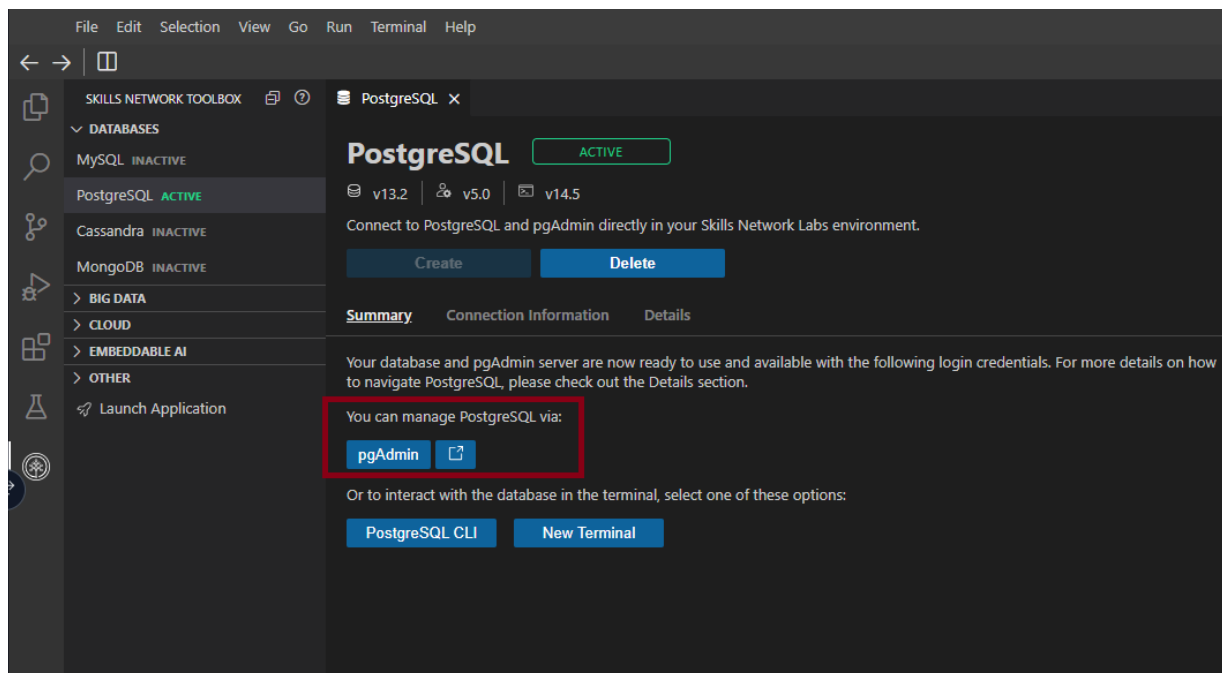 File Edit Selection View Go Run Terminal Help
SKILLS NETWORK TOOLBOX
DATABASES
MySQL INACTIVE
PostgreSQL ACTIVE
Cassandra INACTIVE
MongoDB INACTIVE
BIG DATA
CLOUD
EMBEDDABLE AI
OTHER
Launch Application
PostgreSQL
PostgreSQL ACTIVE
v13.2 v5.0 v14.5
Connect to PostgreSQL and pgAdmin directly in your Skills Network Labs environment.
Create Delete
Summary Connection Information Details
Your database and pgAdmin server are now ready to use and available with the following login credentials. For more details on how
to navigate PostgreSQL, please check out the Details section.
You can manage PostgreSQL via:
pgAdmin
Or to interact with the database in the terminal, select one of these options:
PostgreSQL CLI New Terminal